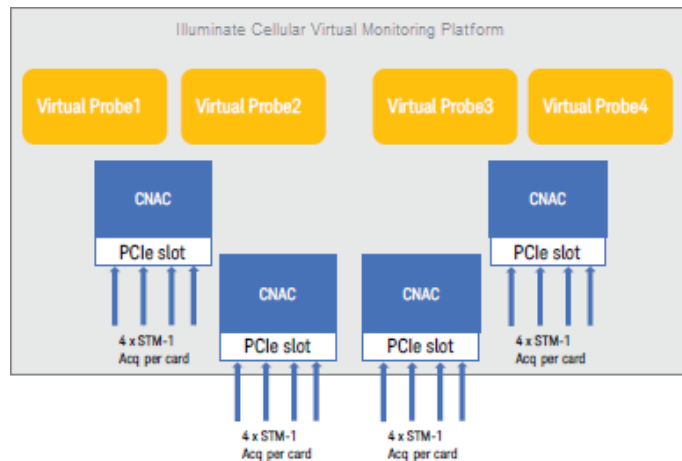 Illuminate Cellular Virtual Monitoring Platform
Virtual Probe1
Virtual Probe2
Virtual Probe3
Virtual Probe4
CNAC
PCIe slot
4 x STM-1
Acq per card
CNAC
PCIe slot
4 x STM-1
Acq per card
CNAC
PCIe slot
4 x STM-1
Acq per card
CNAC
PCIe slot
4 x STM-1
Acq per card